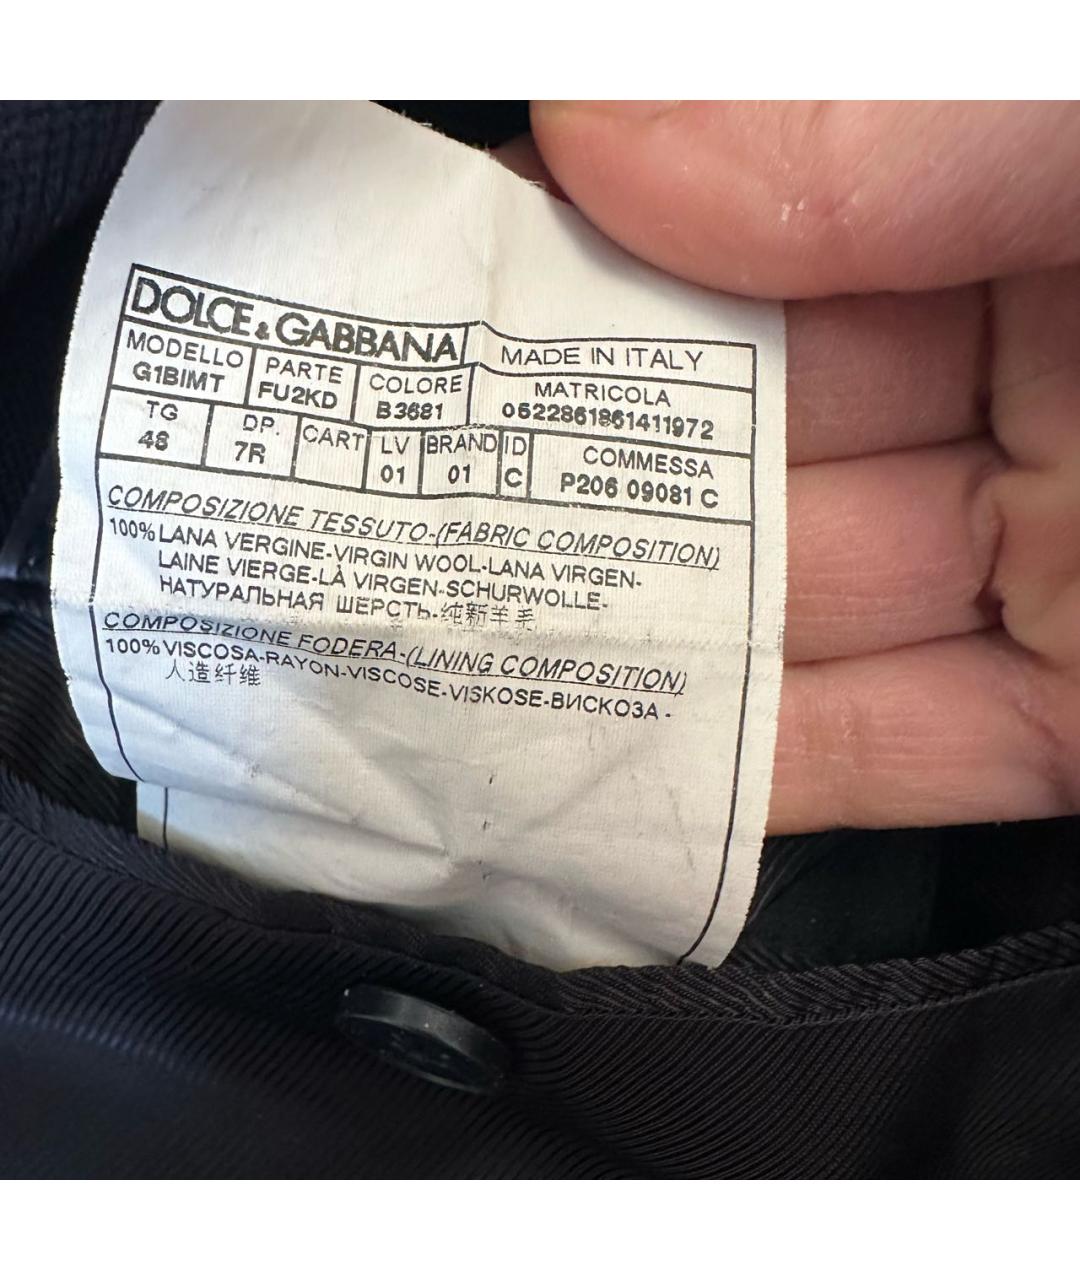 DOLCE & GABBANA MADE IN ITALY
MODELLO PARTE COLORE MATRICOLA
G1BIMT FU2KD B3681 0522861861411972
TG DP. CART LV BRAND ID COMMESSA
48 7R 01 01 C P206 09081 C
COMPOSIZIONE TESSUTO-(FABRIC COMPOSITION)
100% LANA VERGINE-VIRGIN WOOL-LANA VIRGEN-
LAINE VIERGE-LÀ VIRGEN-SCHURWOLLE-
НАТУРАЛЬНАЯ ШЕРСТЬ-纯新羊毛
COMPOSIZIONE FODERA-(LINING COMPOSITION)
100% VISCOSA-RAYON-VISCOSE-VISKOSE-ВИСКОЗА-
人造纤维